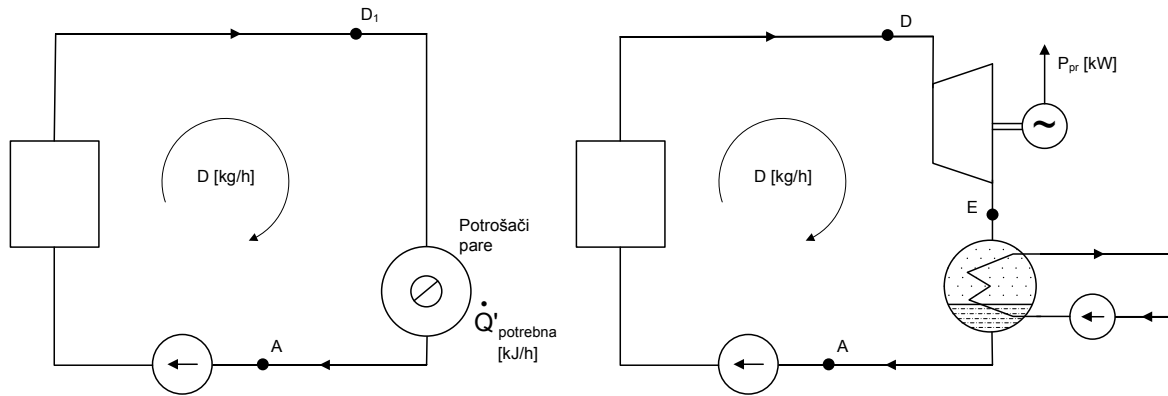 D₁
D [kg/h]
Potrošači
pare
Q̇'potrebna
[kJ/h]
A
D
Ppr [kW]
~
D [kg/h]
E
A